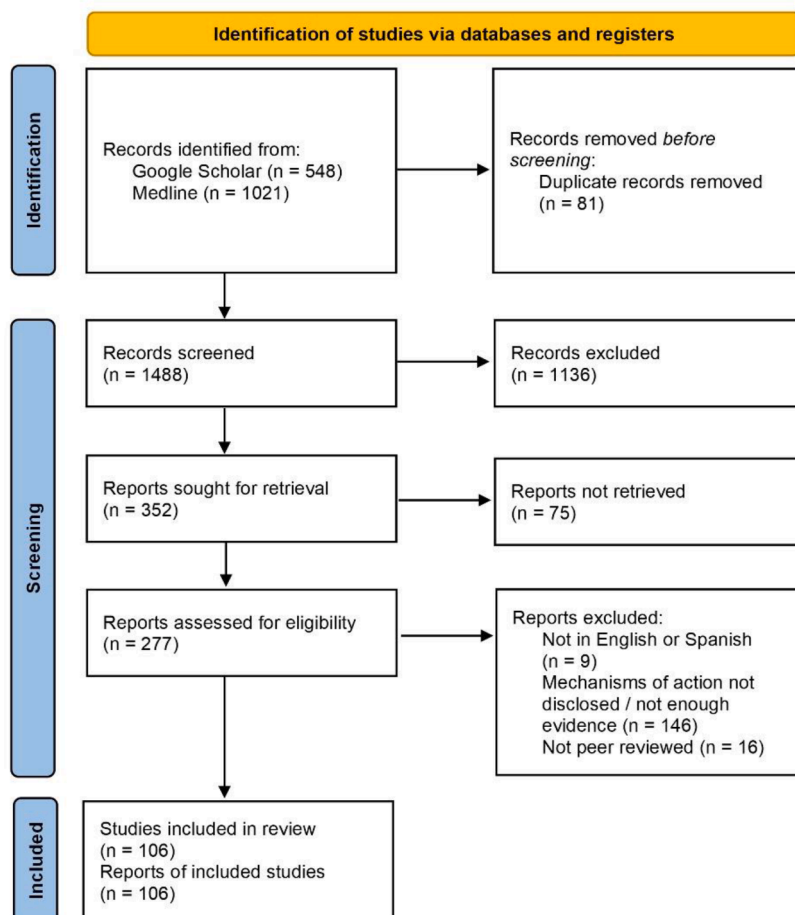 Identification of studies via databases and registers
Identification
Records identified from:
Google Scholar (n = 548)
Medline (n = 1021)
Records removed before
screening:
Duplicate records removed
(n = 81)
Screening
Records screened
(n = 1488)
Records excluded
(n = 1136)
Reports sought for retrieval
(n = 352)
Reports not retrieved
(n = 75)
Reports assessed for eligibility
(n = 277)
Reports excluded:
Not in English or Spanish
(n = 9)
Mechanisms of action not
disclosed / not enough
evidence (n = 146)
Not peer reviewed (n = 16)
Included
Studies included in review
(n = 106)
Reports of included studies
(n = 106)